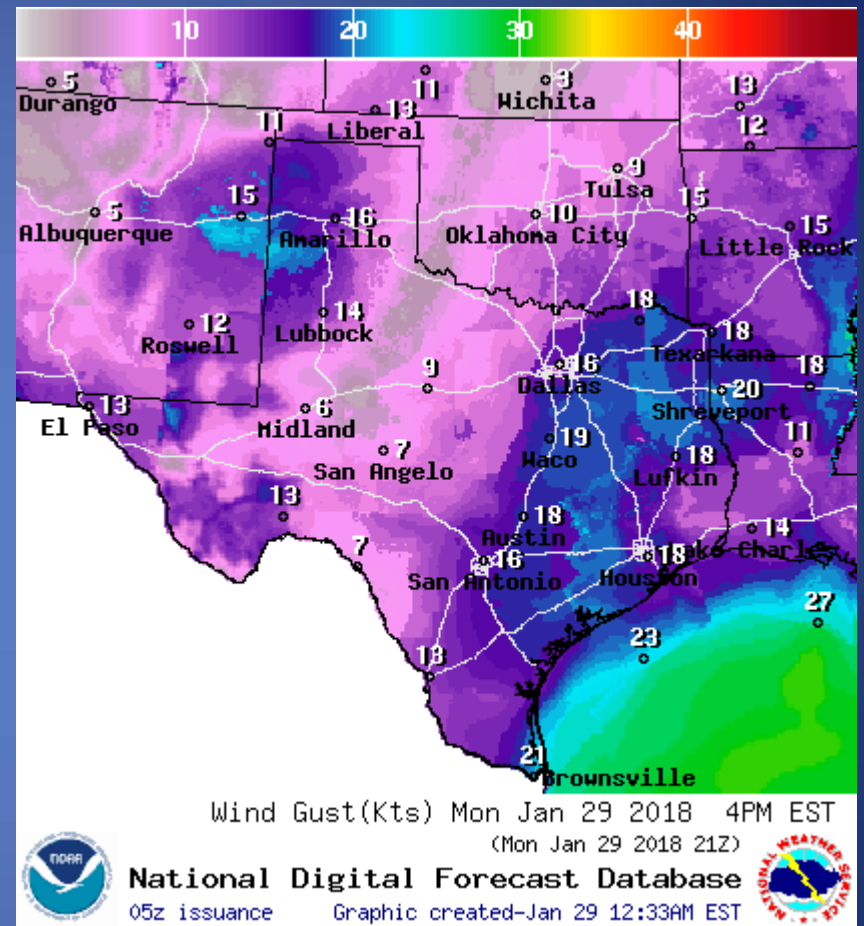 10 20 30 40
5 11 3 13
Durango 13 Wichita
11 Liberal 12
9
Tulsa
5 15 16 10 15 15
Albuquerque Amarillo Oklahoma City Little Rock
12 14 18 18
Roswell Lubbock Texarkana
16
9 Dallas 20 18
13 6 Shreveport
El Paso Midland
7 19 18 11
San Angelo Waco Lufkin
13 18 14
Austin
7 16 18 Lake Charles
San Antonio Houston
27
23
13
21
Brownsville
Wind Gust(Kts) Mon Jan 29 2018 4PM EST
(Mon Jan 29 2018 21Z)
NOAA
National Digital Forecast Database
05z issuance Graphic created-Jan 29 12:33AM EST
NATIONAL WEATHER SERVICE